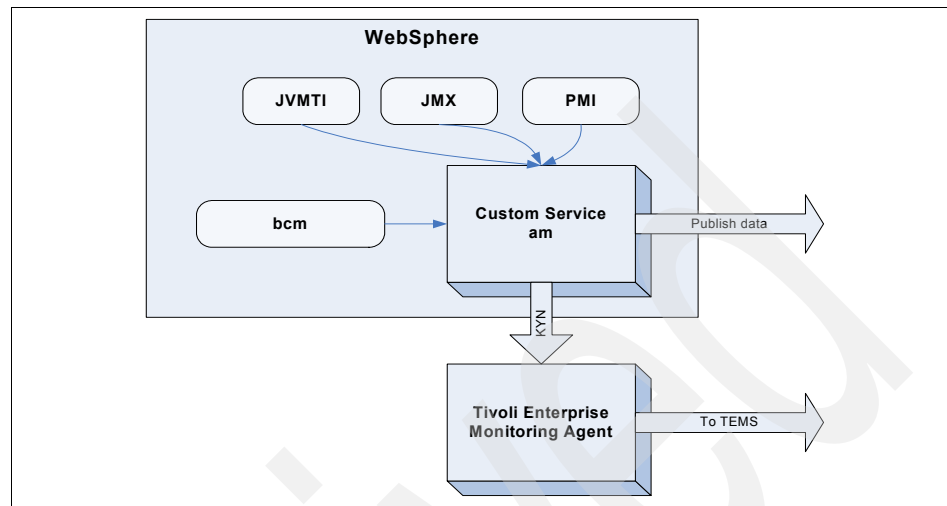 WebSphere
JVMTI
JMX
PMI
bcm
Custom Service
am
Publish data
KYN
Tivoli Enterprise
Monitoring Agent
To TEMS